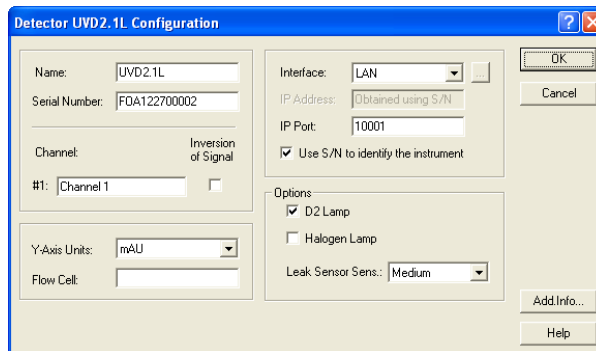 Detector UVD2.1L Configuration
Name: UVD2.1L
Serial Number: FOA122700002
Channel: Inversion of Signal
#1: Channel 1
Y-Axis Units: mAU
Flow Cell:
Interface: LAN ...
IP Address: Obtained using S/N
IP Port: 10001
Use S/N to identify the instrument
Options
D2 Lamp
Halogen Lamp
Leak Sensor Sens.: Medium
OK
Cancel
Add.Info...
Help